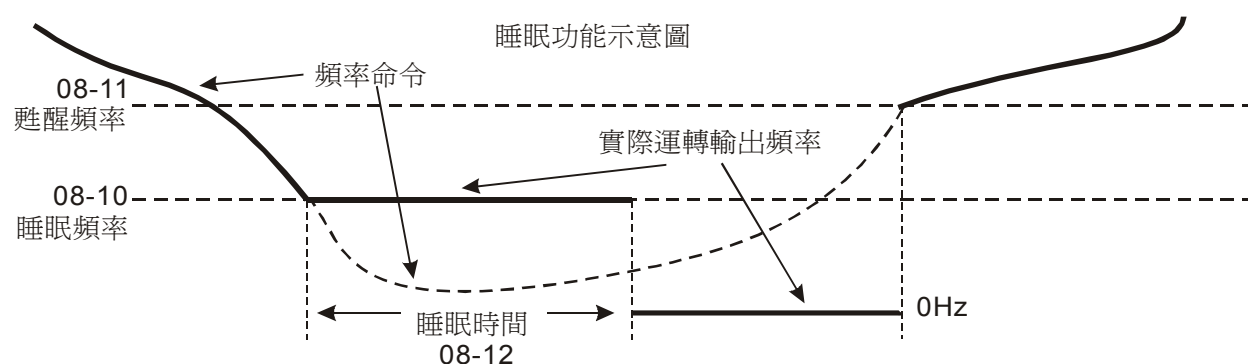 睡眠功能示意圖
頻率命令
08-11
甦醒頻率
實際運轉輸出頻率
08-10
睡眠頻率
0Hz
睡眠時間
08-12